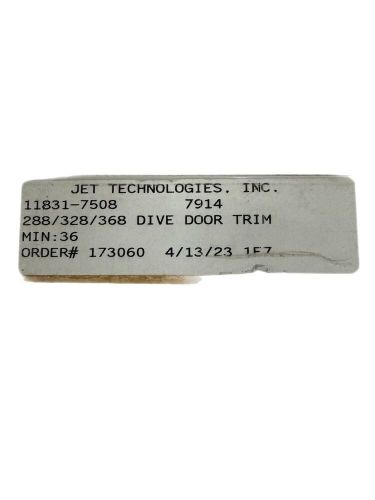 JET TECHNOLOGIES, INC.
11831-7508 7914
288/328/368 DIVE DOOR TRIM
MIN:36
ORDER# 173060 4/13/23